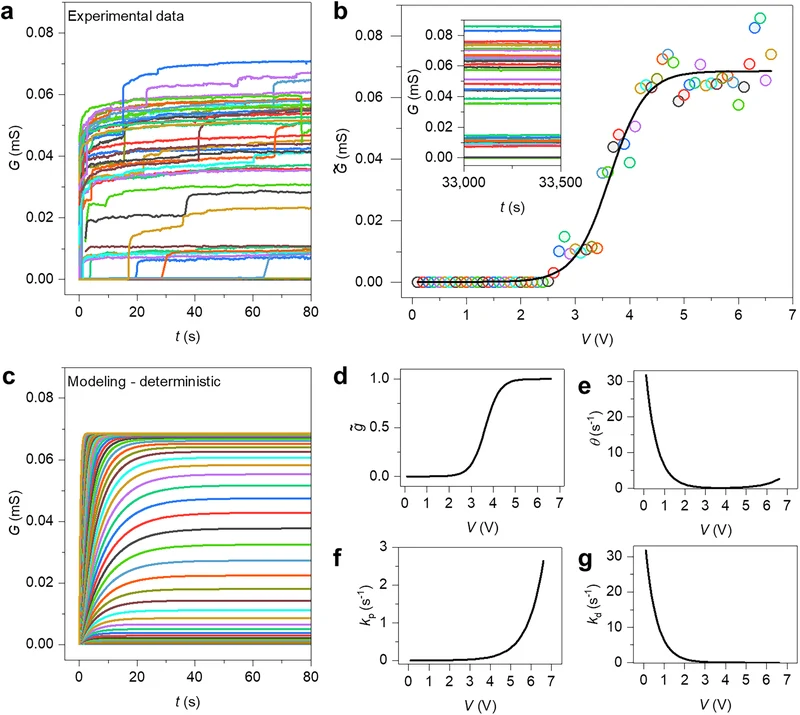 a
Experimental data
0.08
0.06
0.04
0.02
0.00
G (mS)
0 20 40 60 80
t (s)
b
0.08
0.06
0.04
0.02
0.00
G̃ (mS)
0 1 2 3 4 5 6 7
V (V)
0.09
0.08
0.06
0.05
0.04
0.02
0.00
G (mS)
33,000 33,500
t (s)
c
Modeling - deterministic
0.08
0.06
0.04
0.02
0.00
G (mS)
0 20 40 60 80
t (s)
d
1.0
0.5
0.0
g̃
0 1 2 3 4 5 6 7
V (V)
e
30
20
10
0
θ (s⁻¹)
0 1 2 3 4 5 6 7
V (V)
f
3
2
1
0
kₚ (s⁻¹)
0 1 2 3 4 5 6 7
V (V)
g
30
20
10
0
k_d (s⁻¹)
0 1 2 3 4 5 6 7
V (V)